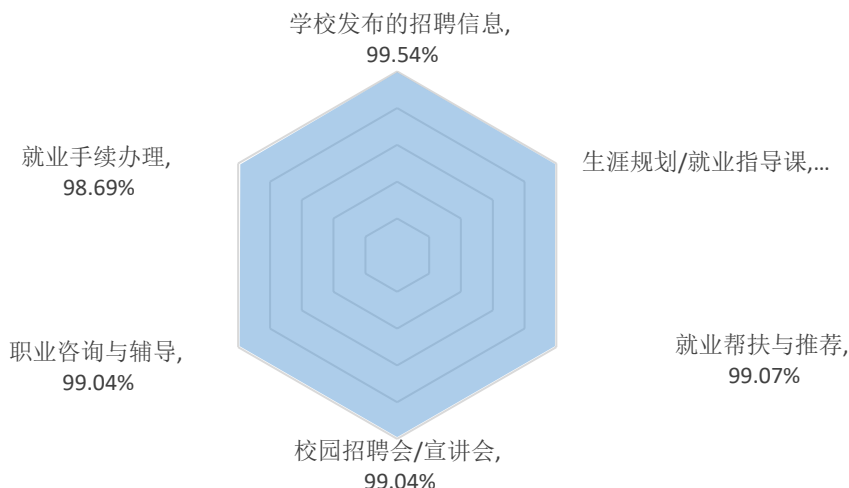 学校发布的招聘信息,
99.54%
就业手续办理,
98.69%
生涯规划/就业指导课,...
职业咨询与辅导,
99.04%
就业帮扶与推荐,
99.07%
校园招聘会/宣讲会,
99.04%